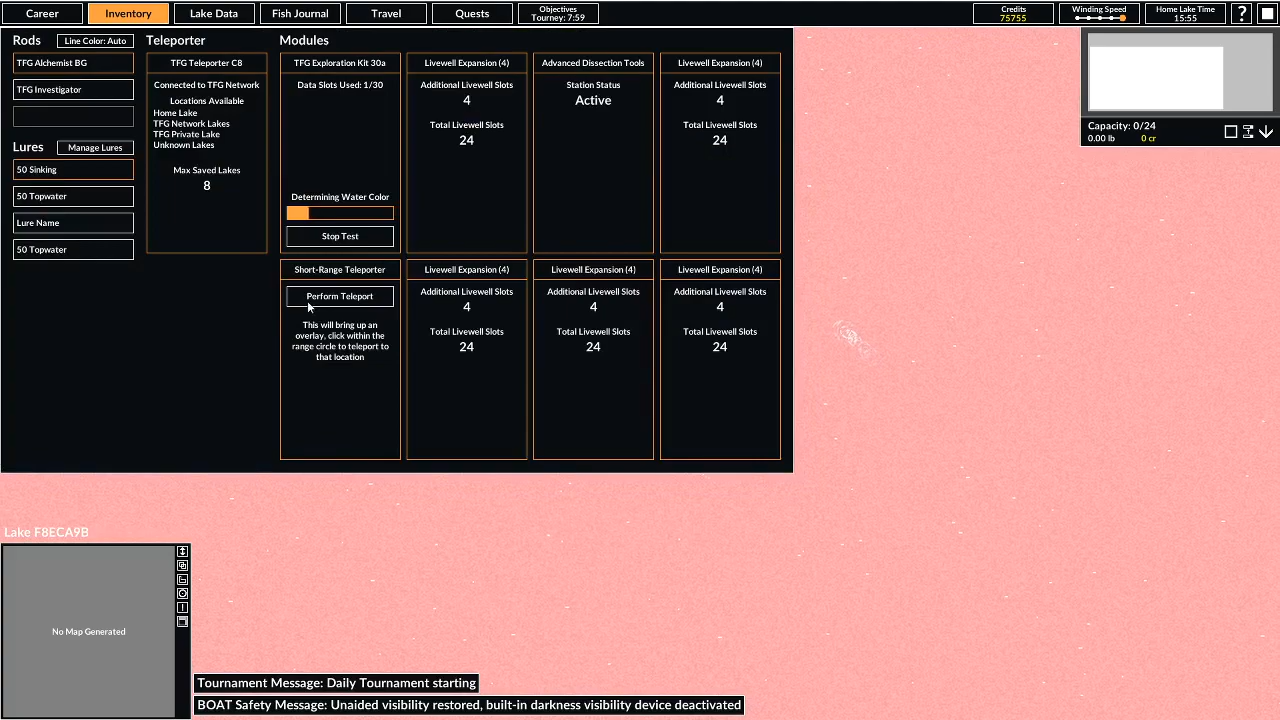 Career
Inventory
Lake Data
Fish Journal
Travel
Quests
Objectives
Tourney: 7:59
Credits
75755
Winding Speed
Home Lake Time
15:55
?
Rods
Line Color: Auto
TFG Alchemist BG
TFG Investigator
Lures
Manage Lures
50 Sinking
50 Topwater
Lure Name
50 Topwater
Teleporter
TFG Teleporter C8
Connected to TFG Network
Locations Available
Home Lake
TFG Network Lakes
TFG Private Lake
Unknown Lakes
Max Saved Lakes
8
Modules
TFG Exploration Kit 30a
Data Slots Used: 1/30
Determining Water Color
Stop Test
Livewell Expansion (4)
Additional Livewell Slots
4
Total Livewell Slots
24
Advanced Dissection Tools
Station Status
Active
Livewell Expansion (4)
Additional Livewell Slots
4
Total Livewell Slots
24
Short-Range Teleporter
Perform Teleport
This will bring up an
overlay, click within the
range circle to teleport to
that location
Livewell Expansion (4)
Additional Livewell Slots
4
Total Livewell Slots
24
Livewell Expansion (4)
Additional Livewell Slots
4
Total Livewell Slots
24
Livewell Expansion (4)
Additional Livewell Slots
4
Total Livewell Slots
24
Capacity: 0/24
0.00 lb
0 cr
Lake F8ECA9B
No Map Generated
Tournament Message: Daily Tournament starting
BOAT Safety Message: Unaided visibility restored, built-in darkness visibility device deactivated